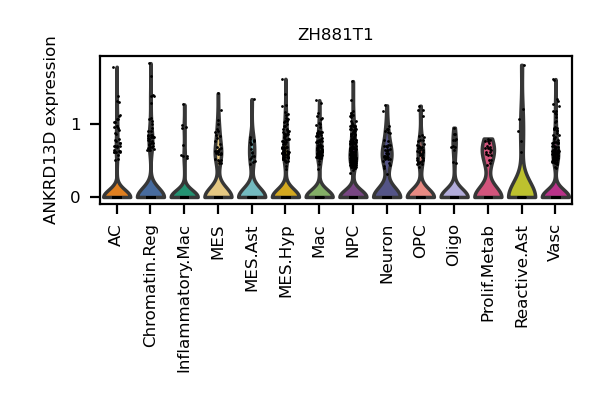 ZH881T1
ANKRD13D expression
1
0
AC
Chromatin.Reg
Inflammatory.Mac
MES
MES.Ast
MES.Hyp
Mac
NPC
Neuron
OPC
Oligo
Prolif.Metab
Reactive.Ast
Vasc